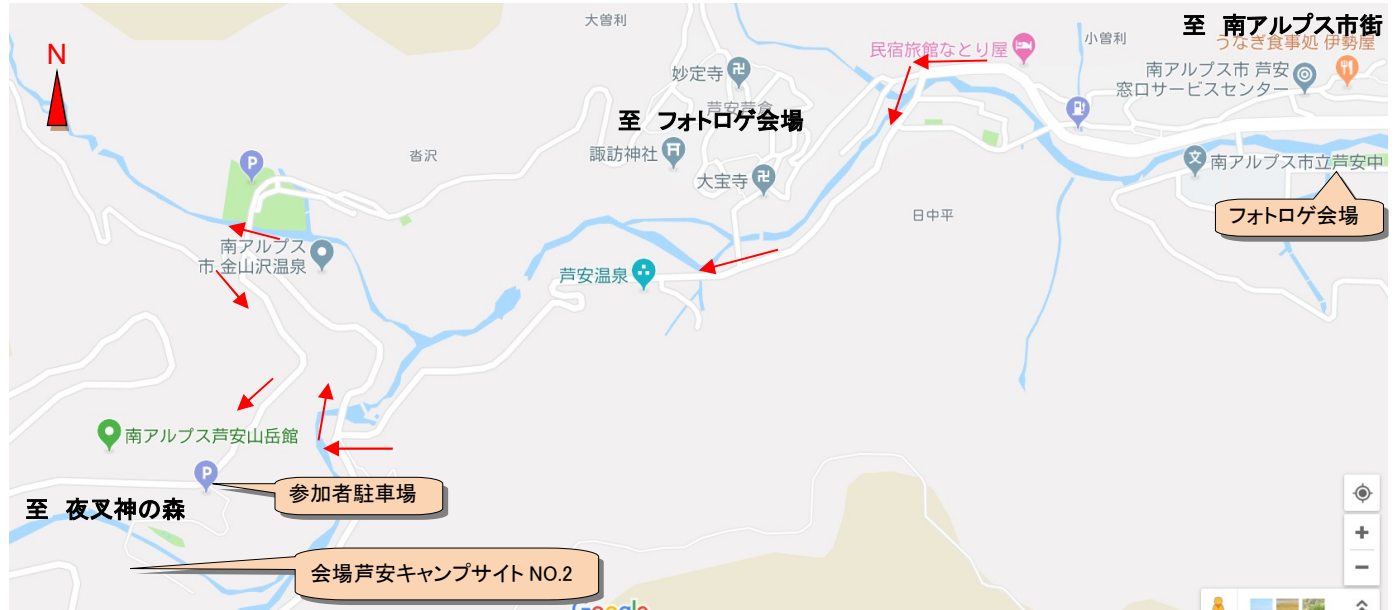 至 南アルプス市街
うなぎ食事処 伊勢屋
大曽利
小曽利
民宿旅館なとり屋
N
妙定寺
南アルプス市 芦安
窓口サービスセンター
芦安芦倉
至 フォトロゲ会場
諏訪神社
沓沢
P
大宝寺
文
南アルプス市立芦安中
フォトロゲ会場
日中平
南アルプス
市 金山沢温泉
芦安温泉
南アルプス芦安山岳館
P
参加者駐車場
至 夜叉神の森
会場芦安キャンプサイト NO.2
Google